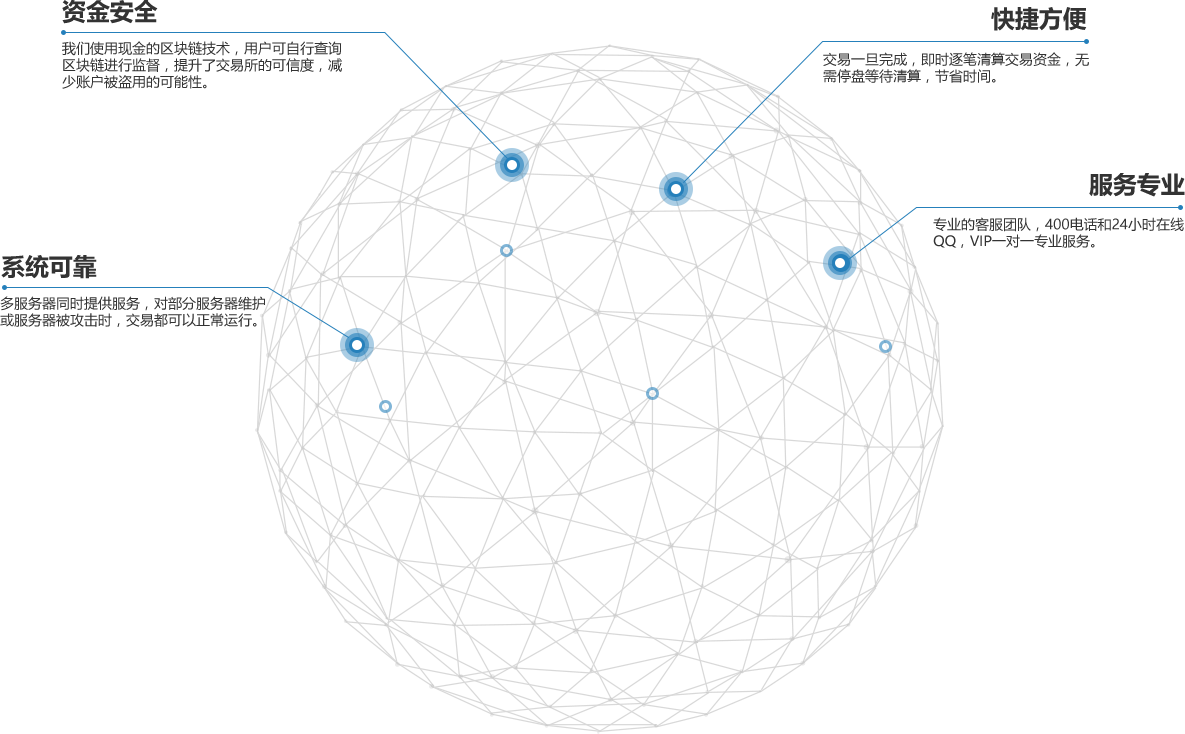 资金安全
我们使用现金的区块链技术，用户可自行查询
区块链进行监督，提升了交易所的可信度，减
少账户被盗用的可能性。
快捷方便
交易一旦完成，即时逐笔清算交易资金，无
需停盘等待清算，节省时间。
服务专业
专业的客服团队，400电话和24小时在线
QQ，VIP一对一专业服务。
系统可靠
多服务器同时提供服务，对部分服务器维护
或服务器被攻击时，交易都可以正常运行。